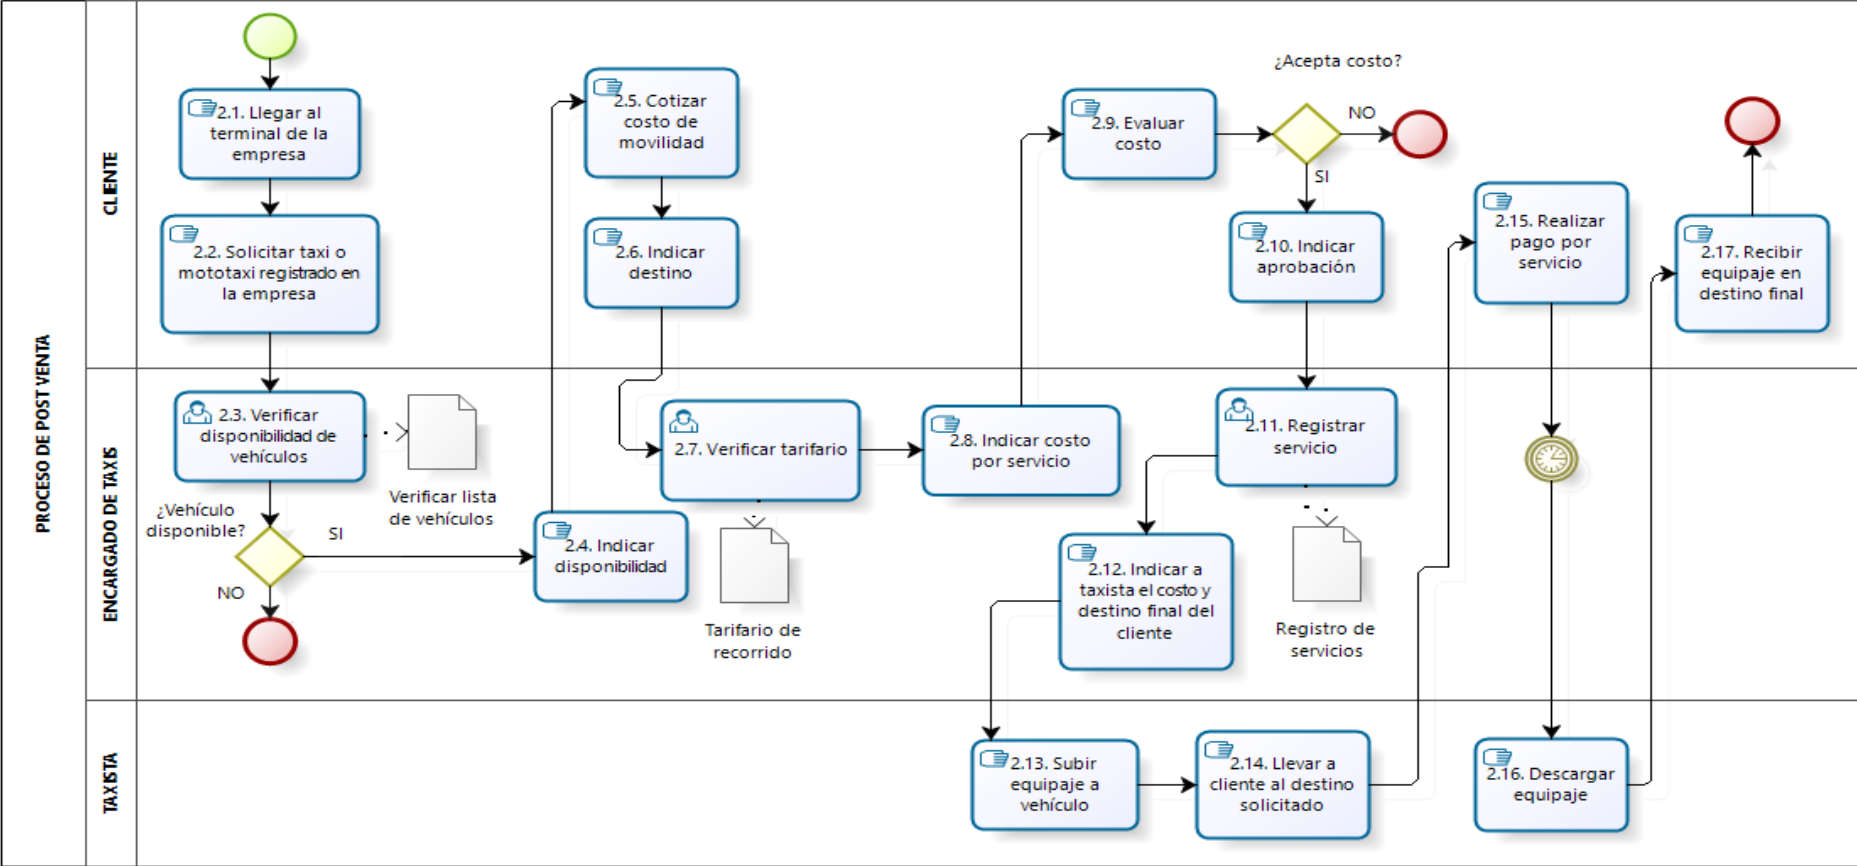 PROCESO DE POST VENTA
CLIENTE
2.1. Llegar al
terminal de la
empresa
2.2. Solicitar taxi o
mototaxi registrado en
la empresa
2.5. Cotizar
costo de
movilidad
2.6. Indicar
destino
2.9. Evaluar
costo
¿Acepta costo?
NO
SI
2.10. Indicar
aprobación
2.15. Realizar
pago por
servicio
2.17. Recibir
equipaje en
destino final
ENCARGADO DE TAXIS
2.3. Verificar
disponibilidad de
vehículos
Verificar lista
de vehículos
¿Vehículo
disponible?
SI
NO
2.4. Indicar
disponibilidad
2.7. Verificar tarifario
Tarifario de
recorrido
2.8. Indicar costo
por servicio
2.11. Registrar
servicio
Registro de
servicios
2.12. Indicar a
taxista el costo y
destino final del
cliente
TAXISTA
2.13. Subir
equipaje a
vehículo
2.14. Llevar a
cliente al destino
solicitado
2.16. Descargar
equipaje